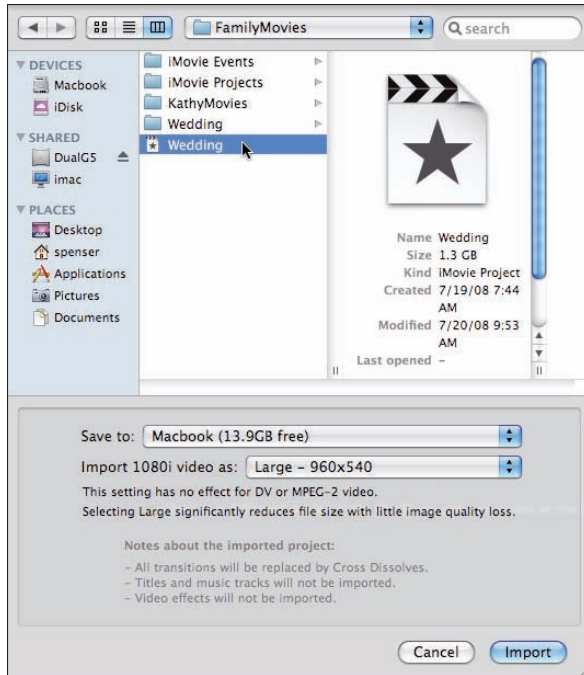 FamilyMovies
search
DEVICES
Macbook
iDisk
SHARED
DualG5
imac
PLACES
Desktop
spenser
Applications
Pictures
Documents
iMovie Events
iMovie Projects
KathyMovies
Wedding
Wedding
Name Wedding
Size 1.3 GB
Kind iMovie Project
Created 7/19/08 7:44
AM
Modified 7/20/08 9:53
AM
Last opened –
Save to: Macbook (13.9GB free)
Import 1080i video as: Large – 960x540
This setting has no effect for DV or MPEG-2 video.
Selecting Large significantly reduces file size with little image quality loss.
Notes about the imported project:
– All transitions will be replaced by Cross Dissolves.
– Titles and music tracks will not be imported.
– Video effects will not be imported.
Cancel
Import